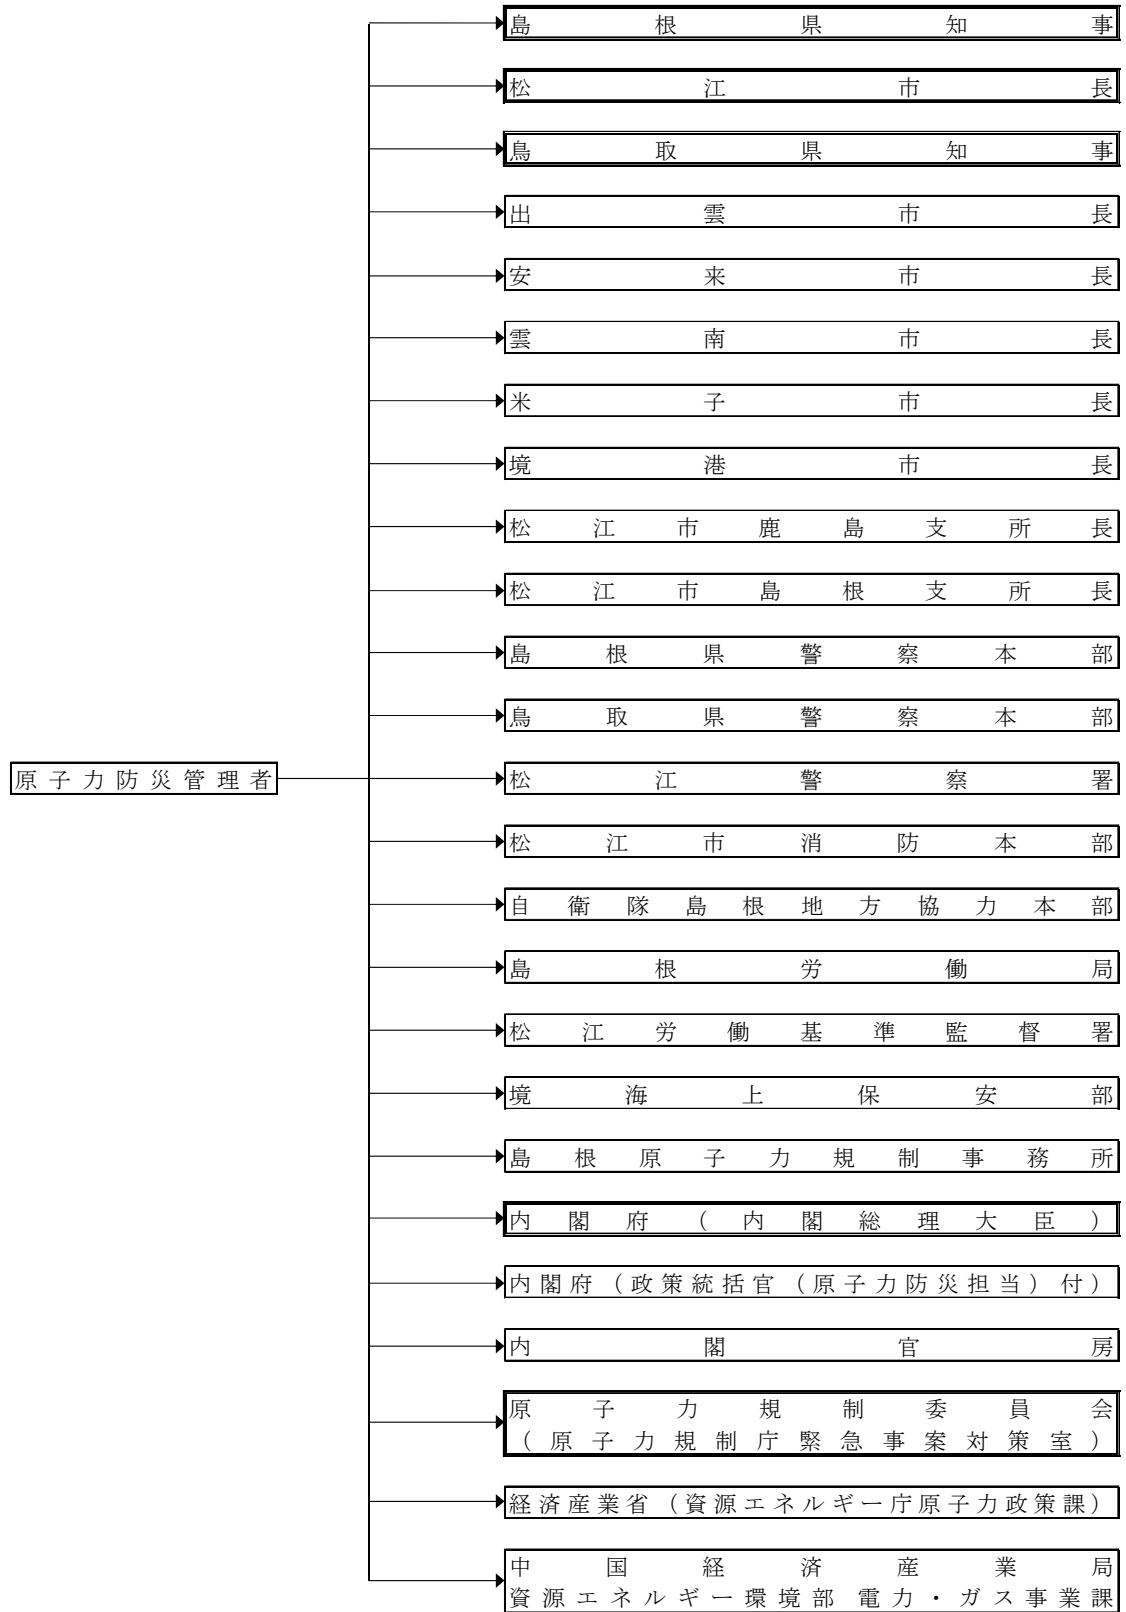 島根県知事
松江市長
鳥取県知事
出雲市長
安来市長
雲南市長
米子市長
境港市長
松江市鹿島支所長
松江市島根支所長
島根県警察本部
鳥取県警察本部
原子力防災管理者
松江警察署
松江市消防本部
自衛隊島根地方協力本部
島根労働局
松江労働基準監督署
境海上保安部
島根原子力規制事務所
内閣府(内閣総理大臣)
内閣府(政策統括官(原子力防災担当)付)
内閣官房
原子力規制委員会
(原子力規制庁緊急事案対策室)
経済産業省(資源エネルギー庁原子力政策課)
中国経済産業局
資源エネルギー環境部 電力・ガス事業課